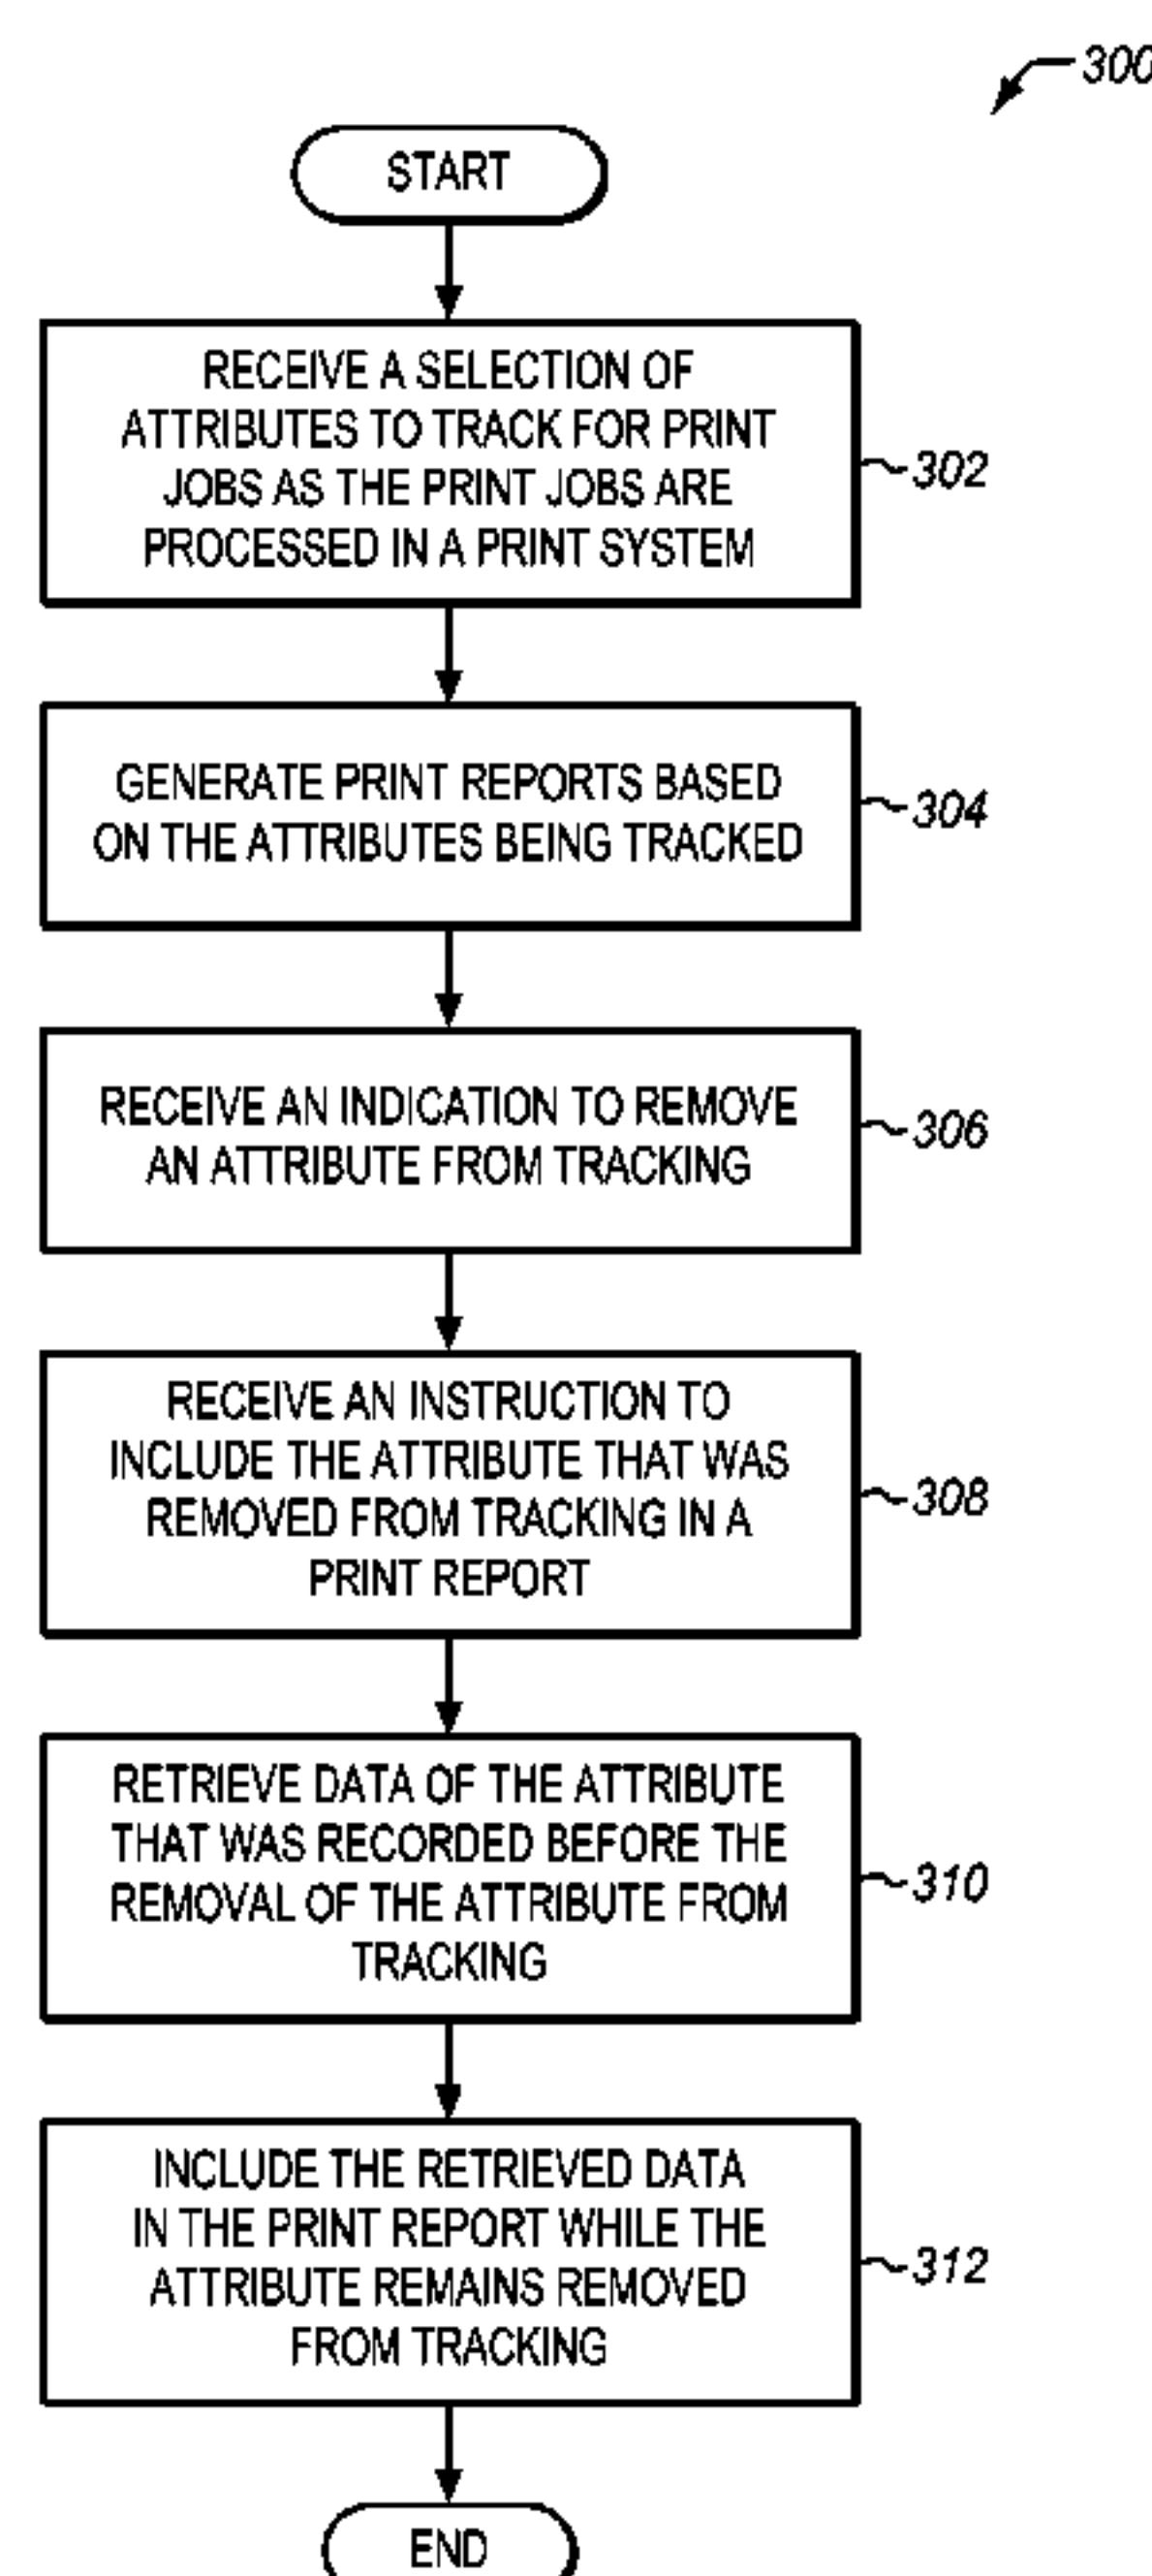 300
START
RECEIVE A SELECTION OF
ATTRIBUTES TO TRACK FOR PRINT
JOBS AS THE PRINT JOBS ARE
PROCESSED IN A PRINT SYSTEM
302
GENERATE PRINT REPORTS BASED
ON THE ATTRIBUTES BEING TRACKED
304
RECEIVE AN INDICATION TO REMOVE
AN ATTRIBUTE FROM TRACKING
306
RECEIVE AN INSTRUCTION TO
INCLUDE THE ATTRIBUTE THAT WAS
REMOVED FROM TRACKING IN A
PRINT REPORT
308
RETRIEVE DATA OF THE ATTRIBUTE
THAT WAS RECORDED BEFORE THE
REMOVAL OF THE ATTRIBUTE FROM
TRACKING
310
INCLUDE THE RETRIEVED DATA
IN THE PRINT REPORT WHILE THE
ATTRIBUTE REMAINS REMOVED
FROM TRACKING
312
END